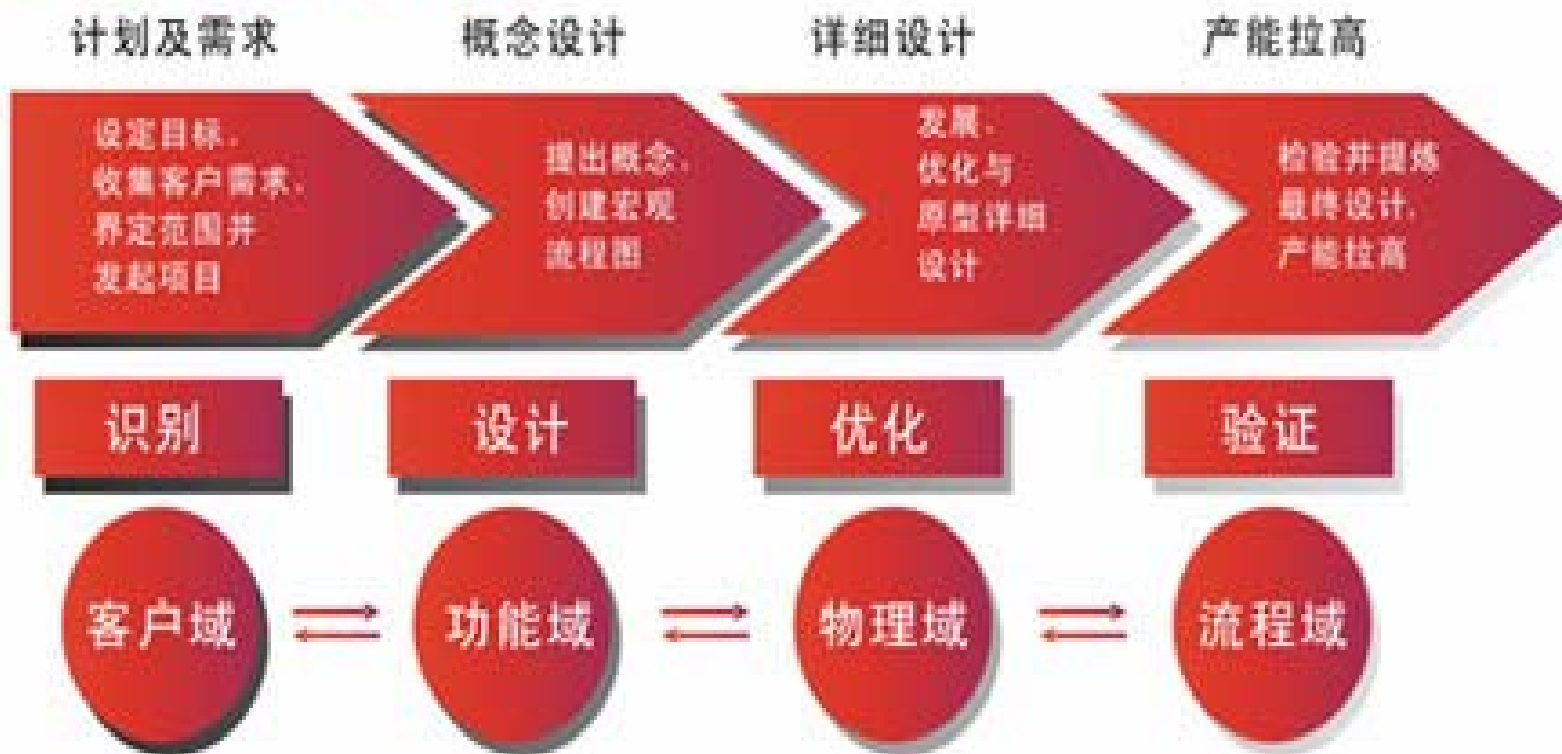 计划及需求
概念设计
详细设计
产能拉高
设定目标、
收集客户需求、
界定范围并
发起项目
提出概念、
创建宏观
流程图
发展、
优化与
原型详细
设计
检验并提炼
最终设计、
产能拉高
识别
设计
优化
验证
客户域
功能域
物理域
流程域